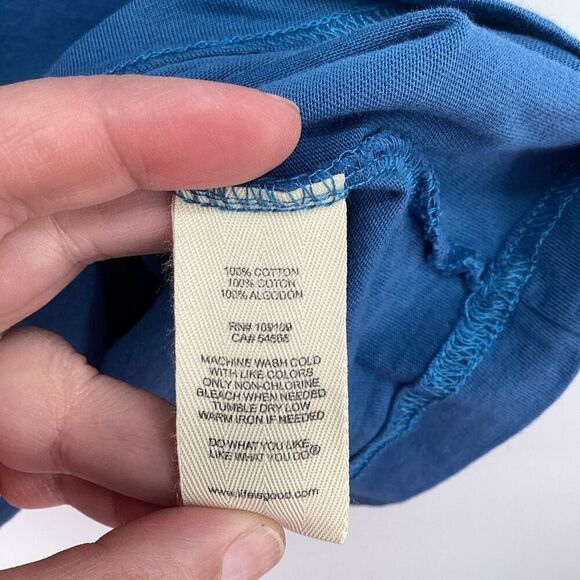 100% COTTON
100% COTON
100% ALGODÓN
RN# 109109
CA# 54568
MACHINE WASH COLD
WITH LIKE COLORS
ONLY NON-CHLORINE
BLEACH WHEN NEEDED
TUMBLE DRY LOW
WARM IRON IF NEEDED
DO WHAT YOU LIKE
LIKE WHAT YOU DO®
www.lifeisgood.com